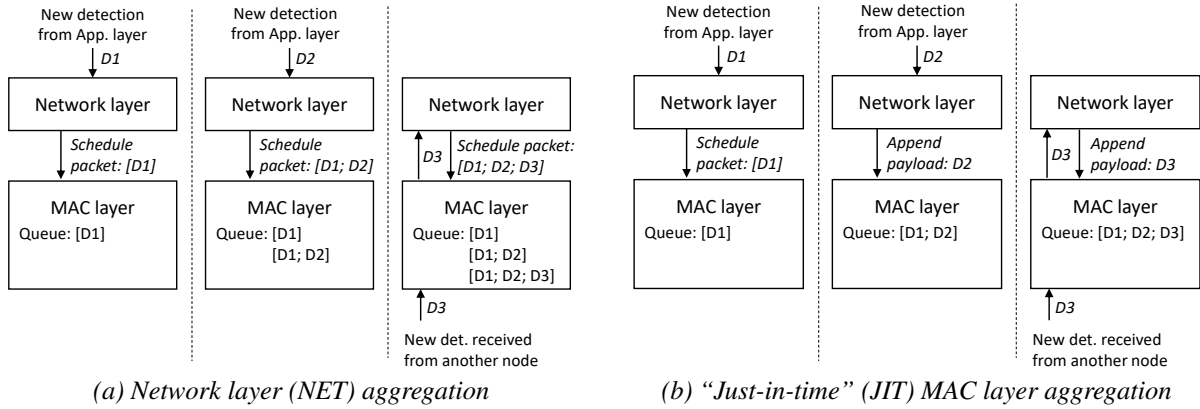 New detection
from App. layer
D1
Network layer
Schedule
packet: [D1]
MAC layer
Queue: [D1]
New detection
from App. layer
D2
Network layer
Schedule
packet: [D1; D2]
MAC layer
Queue: [D1]
[D1; D2]
Network layer
D3
Schedule packet:
[D1; D2; D3]
MAC layer
Queue: [D1]
[D1; D2]
[D1; D2; D3]
D3
New det. received
from another node
(a) Network layer (NET) aggregation
New detection
from App. layer
D1
Network layer
Schedule
packet: [D1]
MAC layer
Queue: [D1]
New detection
from App. layer
D2
Network layer
Append
payload: D2
MAC layer
Queue: [D1; D2]
Network layer
D3
Append
payload: D3
MAC layer
Queue: [D1; D2; D3]
D3
New det. received
from another node
(b) “Just-in-time” (JIT) MAC layer aggregation